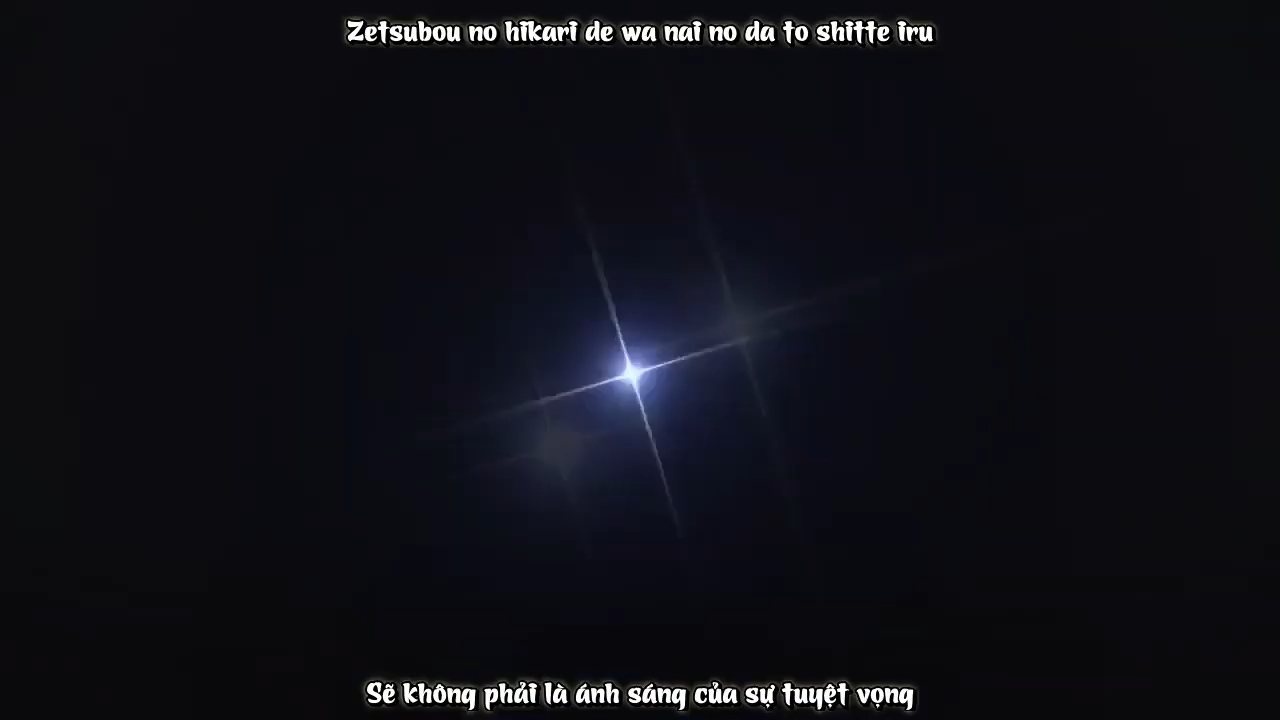 Zetsubou no hikari de wa nai no da to shitte iru
Sẽ không phải là ánh sáng của sự tuyệt vọng